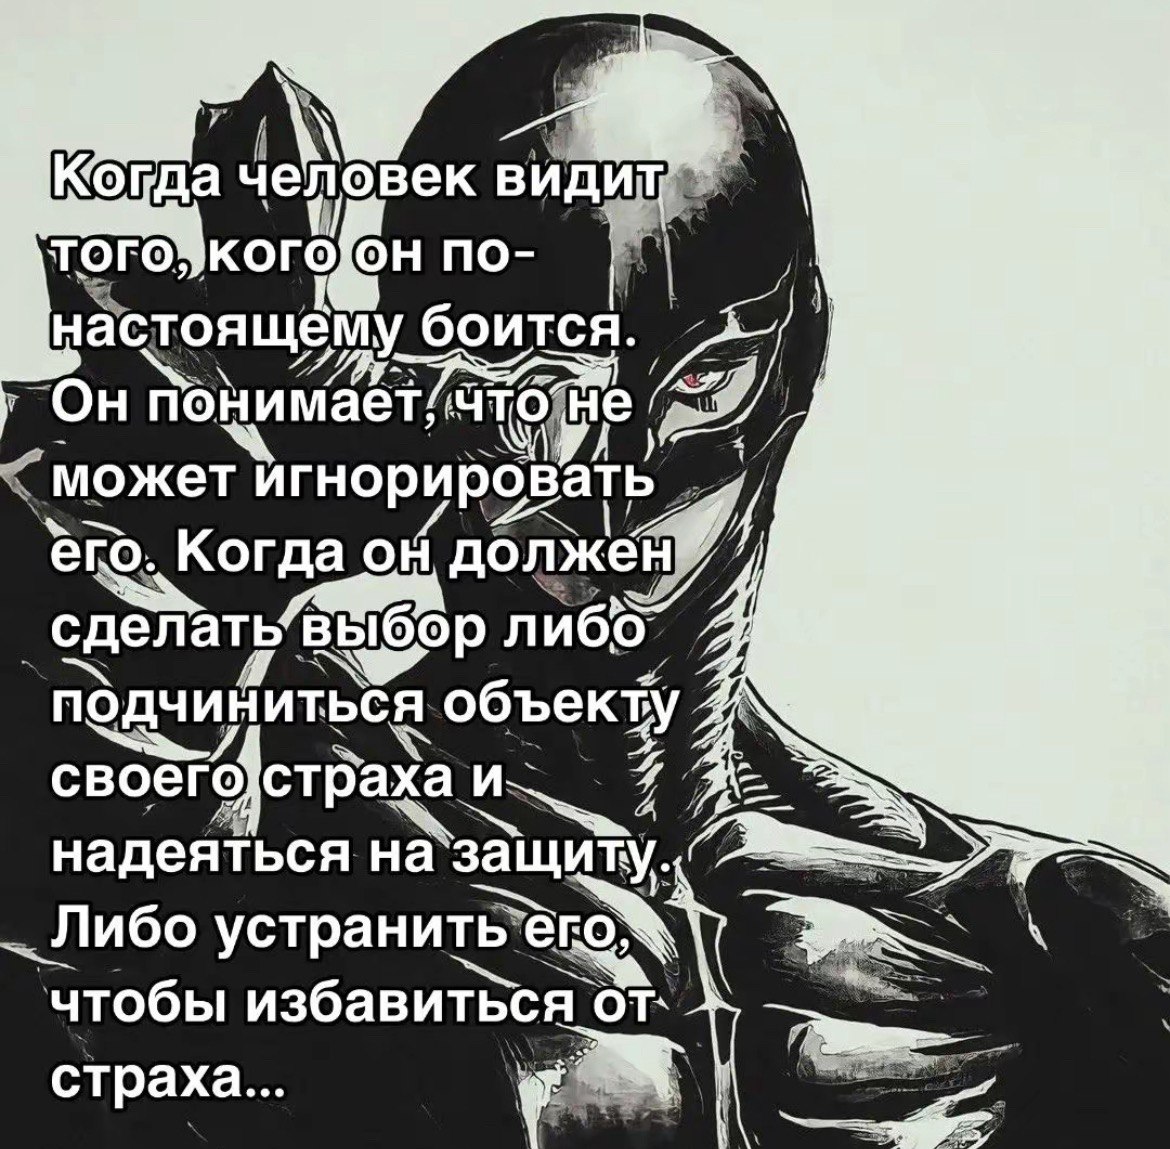 Когда человек видит
того, кого он по-
настоящему боится.
Он понимает, что не
может игнорировать
его. Когда он должен
сделать выбор либо
подчиниться объекту
своего страха и
надеяться на защиту.
Либо устранить его,
чтобы избавиться от
страха...